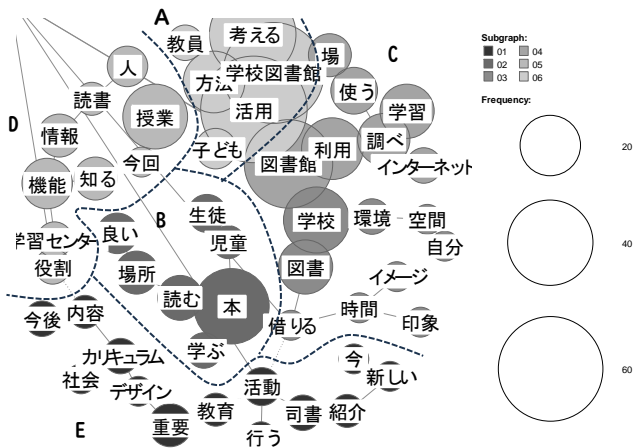 A
教員
考える
場
C
方法
学校図書館
使う
人
読書
活用
学習
D
授業
情報
子ども
図書館
利用
調べ
インターネット
今回
機能
知る
生徒
B
学校
環境
空間
学習センター
良い
児童
自分
役割
場所
図書
イメージ
読む
本
時間
今後
内容
借りる
印象
カリキュラム
学ぶ
今
社会
デザイン
活動
新しい
E
重要
教育
司書
紹介
行う
Subgraph:
01 04
02 05
03 06
Frequency:
20
40
60